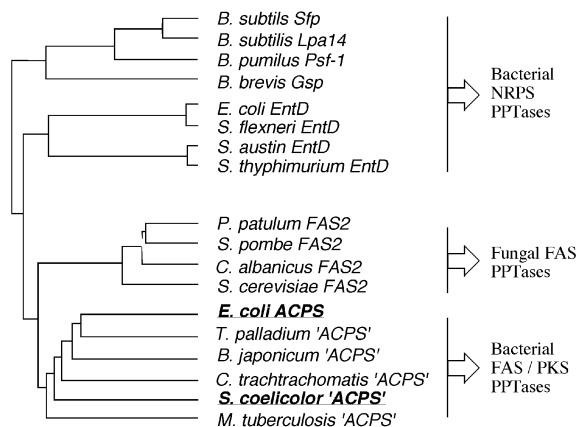 B. subtils Sfp
B. subtilis Lpa14
B. pumilus Psf-1
B. brevis Gsp
E. coli EntD
S. flexneri EntD
S. austin EntD
S. thyphimurium EntD
Bacterial
NRPS
PPTases
P. patulum FAS2
S. pombe FAS2
C. albanicus FAS2
S. cerevisiae FAS2
Fungal FAS
PPTases
E. coli ACPS
T. palladium 'ACPS'
B. japonicum 'ACPS'
C. trachtrachomatis 'ACPS'
S. coelicolor 'ACPS'
M. tuberculosis 'ACPS'
Bacterial
FAS / PKS
PPTases